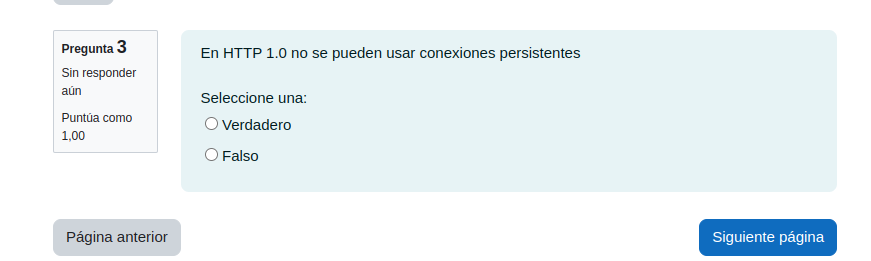 Pregunta 3
Sin responder
aún
Puntúa como
1,00
En HTTP 1.0 no se pueden usar conexiones persistentes
Seleccione una:
Verdadero
Falso
Página anterior
Siguiente página